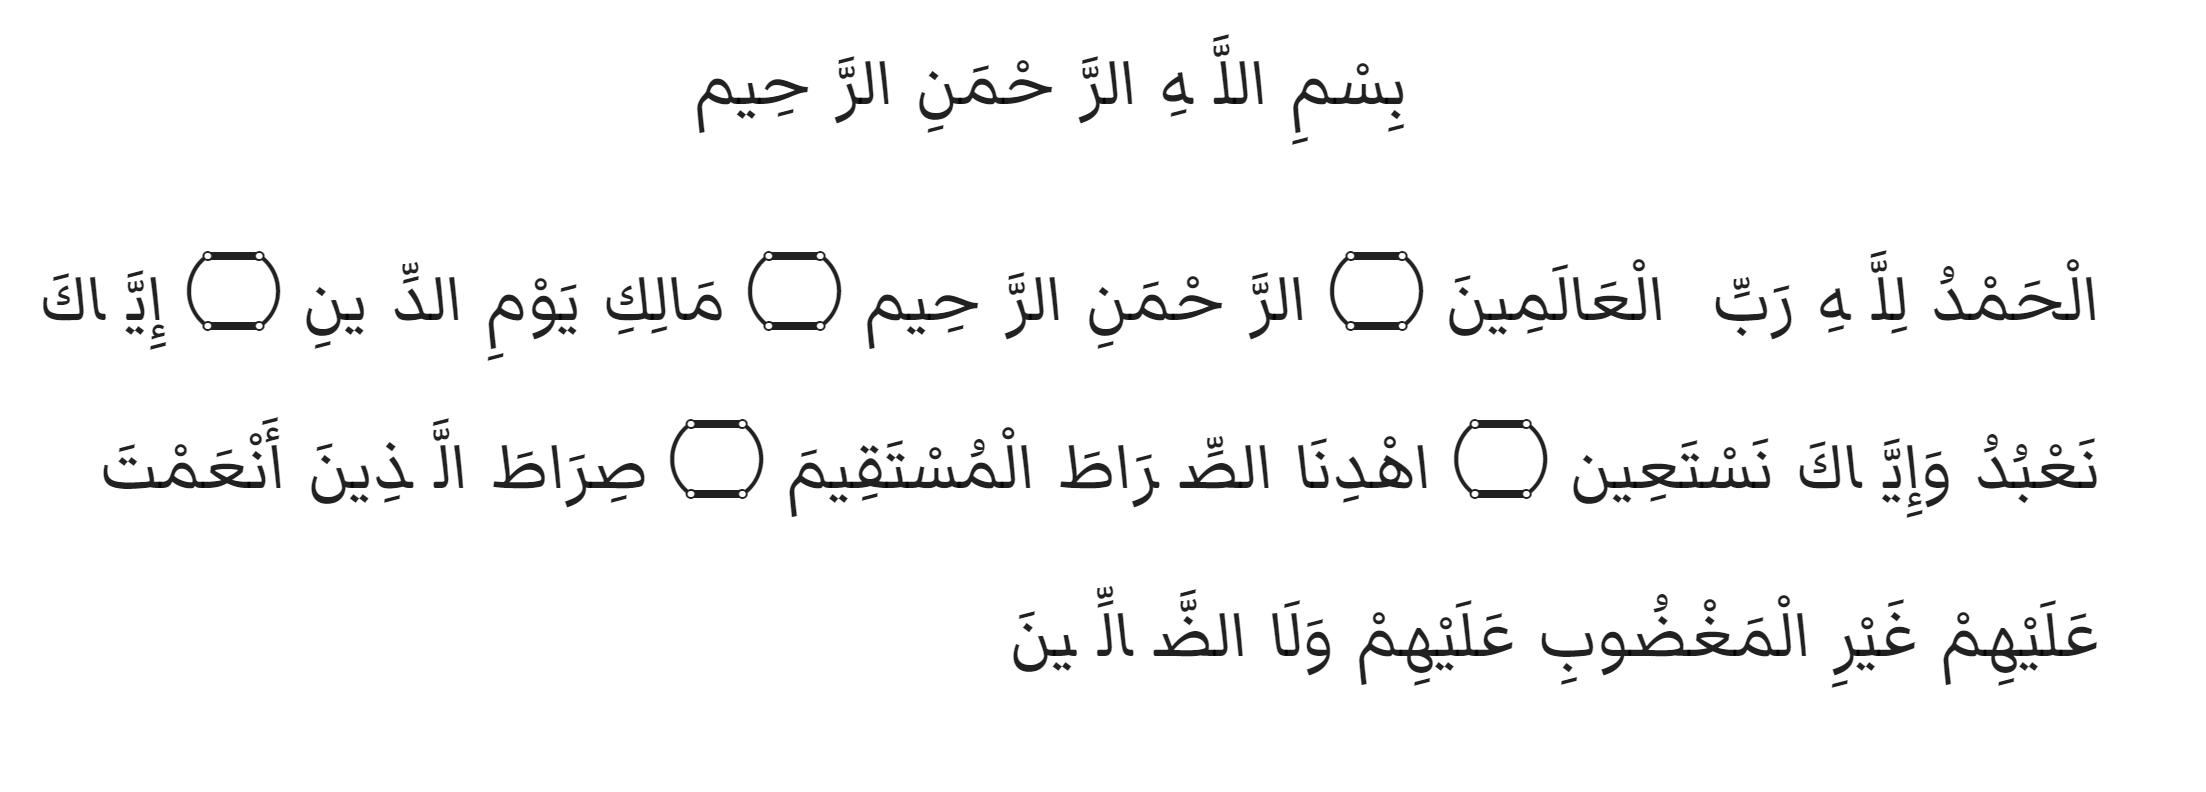 بِسْمِ اللَّهِ الرَّحْمَنِ الرَّحِيم
الْحَمْدُ لِلَّهِ رَبِّ الْعَالَمِينَ ۝ الرَّحْمَنِ الرَّحِيم ۝ مَالِكِ يَوْمِ الدِّينِ ۝ إِيَّاكَ
نَعْبُدُ وَإِيَّاكَ نَسْتَعِين ۝ اهْدِنَا الصِّرَاطَ الْمُسْتَقِيمَ ۝ صِرَاطَ الَّذِينَ أَنْعَمْتَ
عَلَيْهِمْ غَيْرِ الْمَغْضُوبِ عَلَيْهِمْ وَلَا الضَّالِّينَ